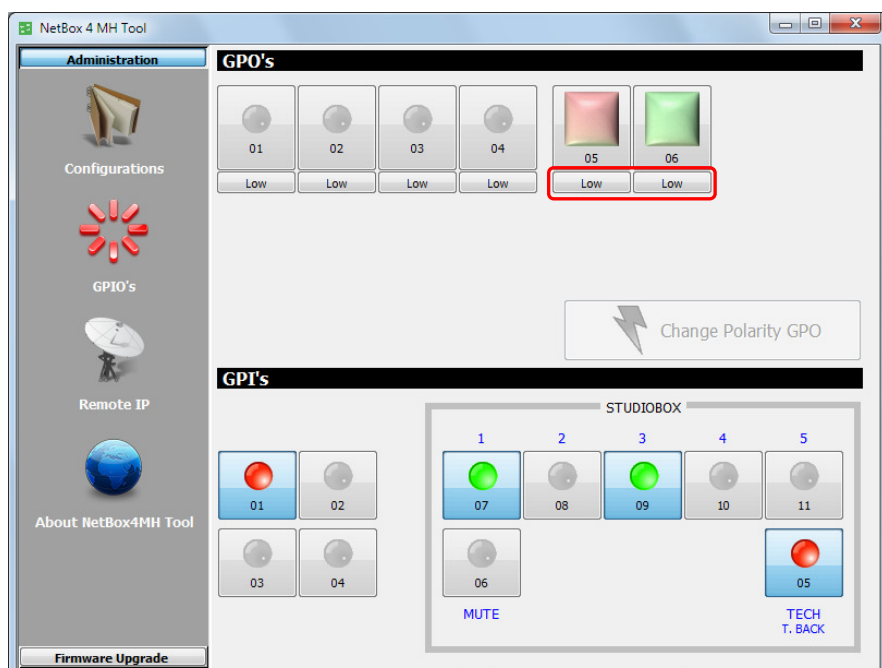 NetBox 4 MH Tool
Administration
Configurations
GPIO's
Remote IP
About NetBox4MH Tool
Firmware Upgrade
GPO's
01 02 03 04 05 06
Low Low Low Low Low Low
Change Polarity GPO
GPI's
STUDIOBOX
1 2 3 4 5
01 02 07 08 09 10 11
03 04 06 05
MUTE TECH
T. BACK